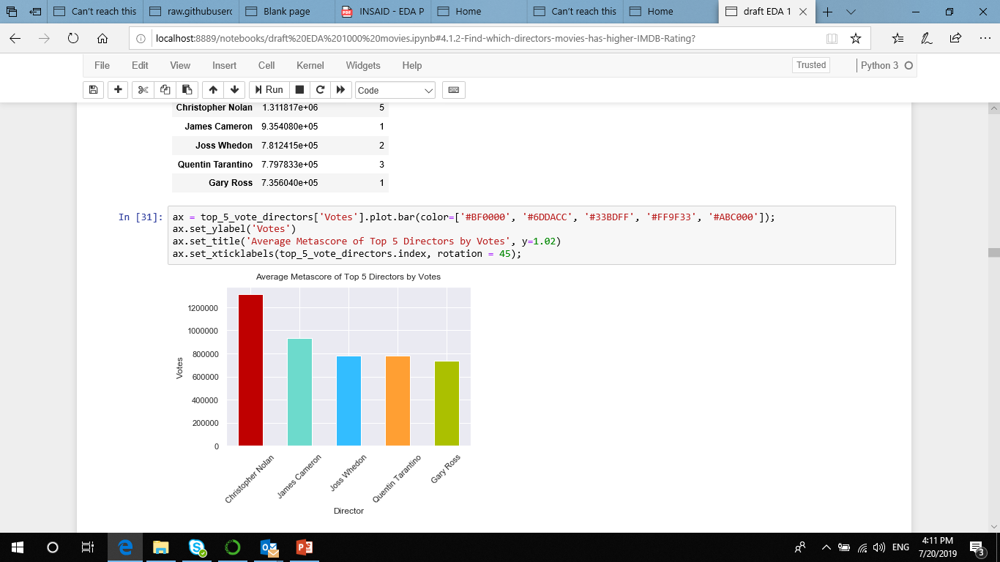 Can't reach this
raw.githubuserc
Blank page
INSAID - EDA P
Home
Can't reach this
Home
draft EDA 1
localhost:8889/notebooks/draft%20EDA%201000%20movies.ipynb#4.1.2-Find-which-directors-movies-has-higher-IMDB-Rating?
File Edit View Insert Cell Kernel Widgets Help
Trusted
Python 3
Run
Code
Christopher Nolan 1.311817e+06 5
James Cameron 9.354080e+05 1
Joss Whedon 7.812415e+05 2
Quentin Tarantino 7.797833e+05 3
Gary Ross 7.356040e+05 1
In [31]:
ax = top_5_vote_directors['Votes'].plot.bar(color=['#BF0000', '#6DDACC', '#33BDFF', '#FF9F33', '#ABC000']);
ax.set_ylabel('Votes')
ax.set_title('Average Metascore of Top 5 Directors by Votes', y=1.02)
ax.set_xticklabels(top_5_vote_directors.index, rotation = 45);
Average Metascore of Top 5 Directors by Votes
1200000
1000000
800000
600000
400000
200000
0
Votes
Christopher Nolan
James Cameron
Joss Whedon
Quentin Tarantino
Gary Ross
Director
ENG
4:11 PM
7/20/2019
3